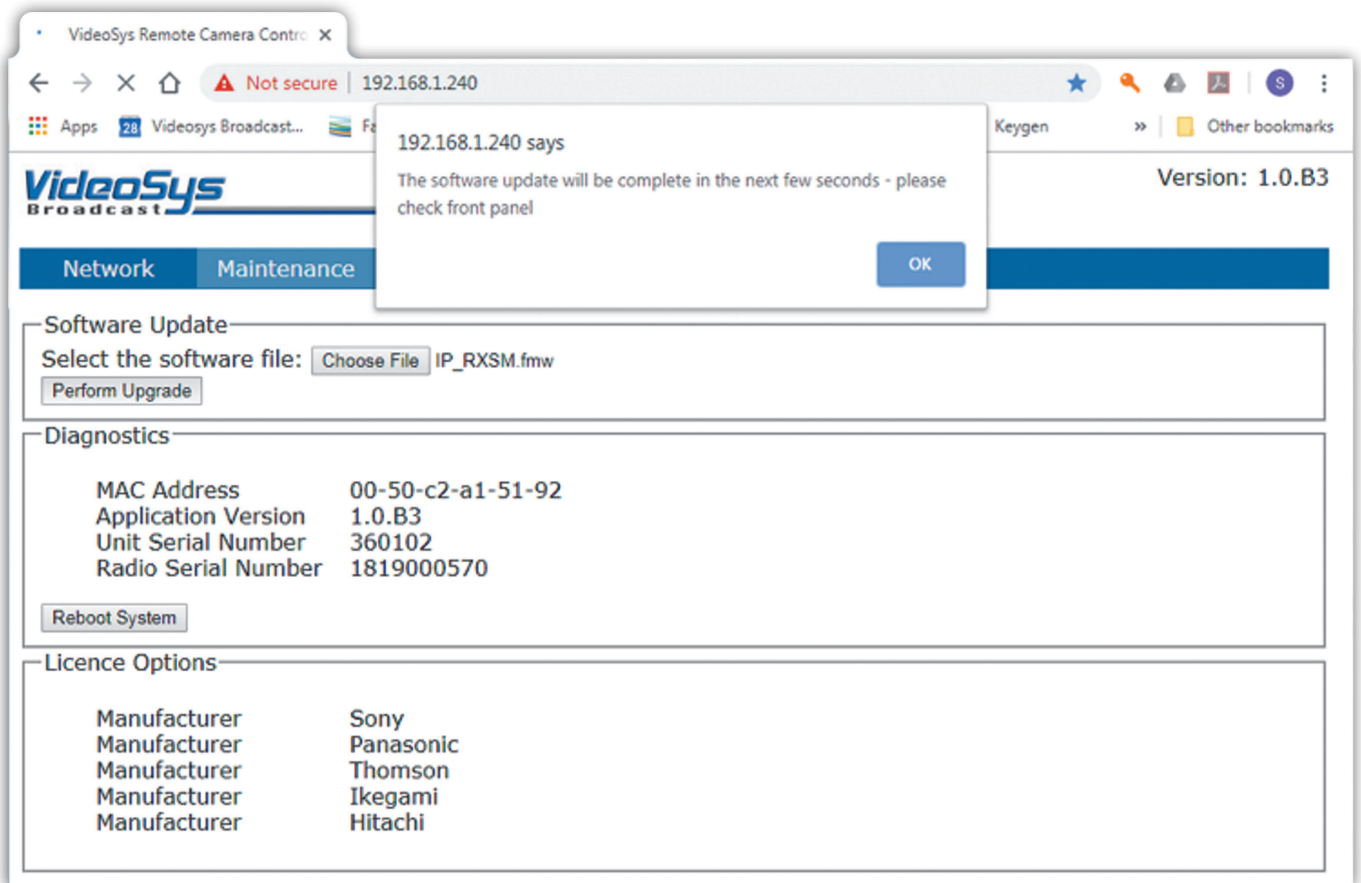 VideoSys Remote Camera Contro
Not secure | 192.168.1.240
S
Apps 28 Videosys Broadcast... Fa Keygen » Other bookmarks
192.168.1.240 says
The software update will be complete in the next few seconds - please
check front panel
OK
VideoSys
Broadcast
Version: 1.0.B3
Network Maintenance
Software Update
Select the software file: Choose File IP_RXSM.fmw
Perform Upgrade
Diagnostics
MAC Address 00-50-c2-a1-51-92
Application Version 1.0.B3
Unit Serial Number 360102
Radio Serial Number 1819000570
Reboot System
Licence Options
Manufacturer Sony
Manufacturer Panasonic
Manufacturer Thomson
Manufacturer Ikegami
Manufacturer Hitachi